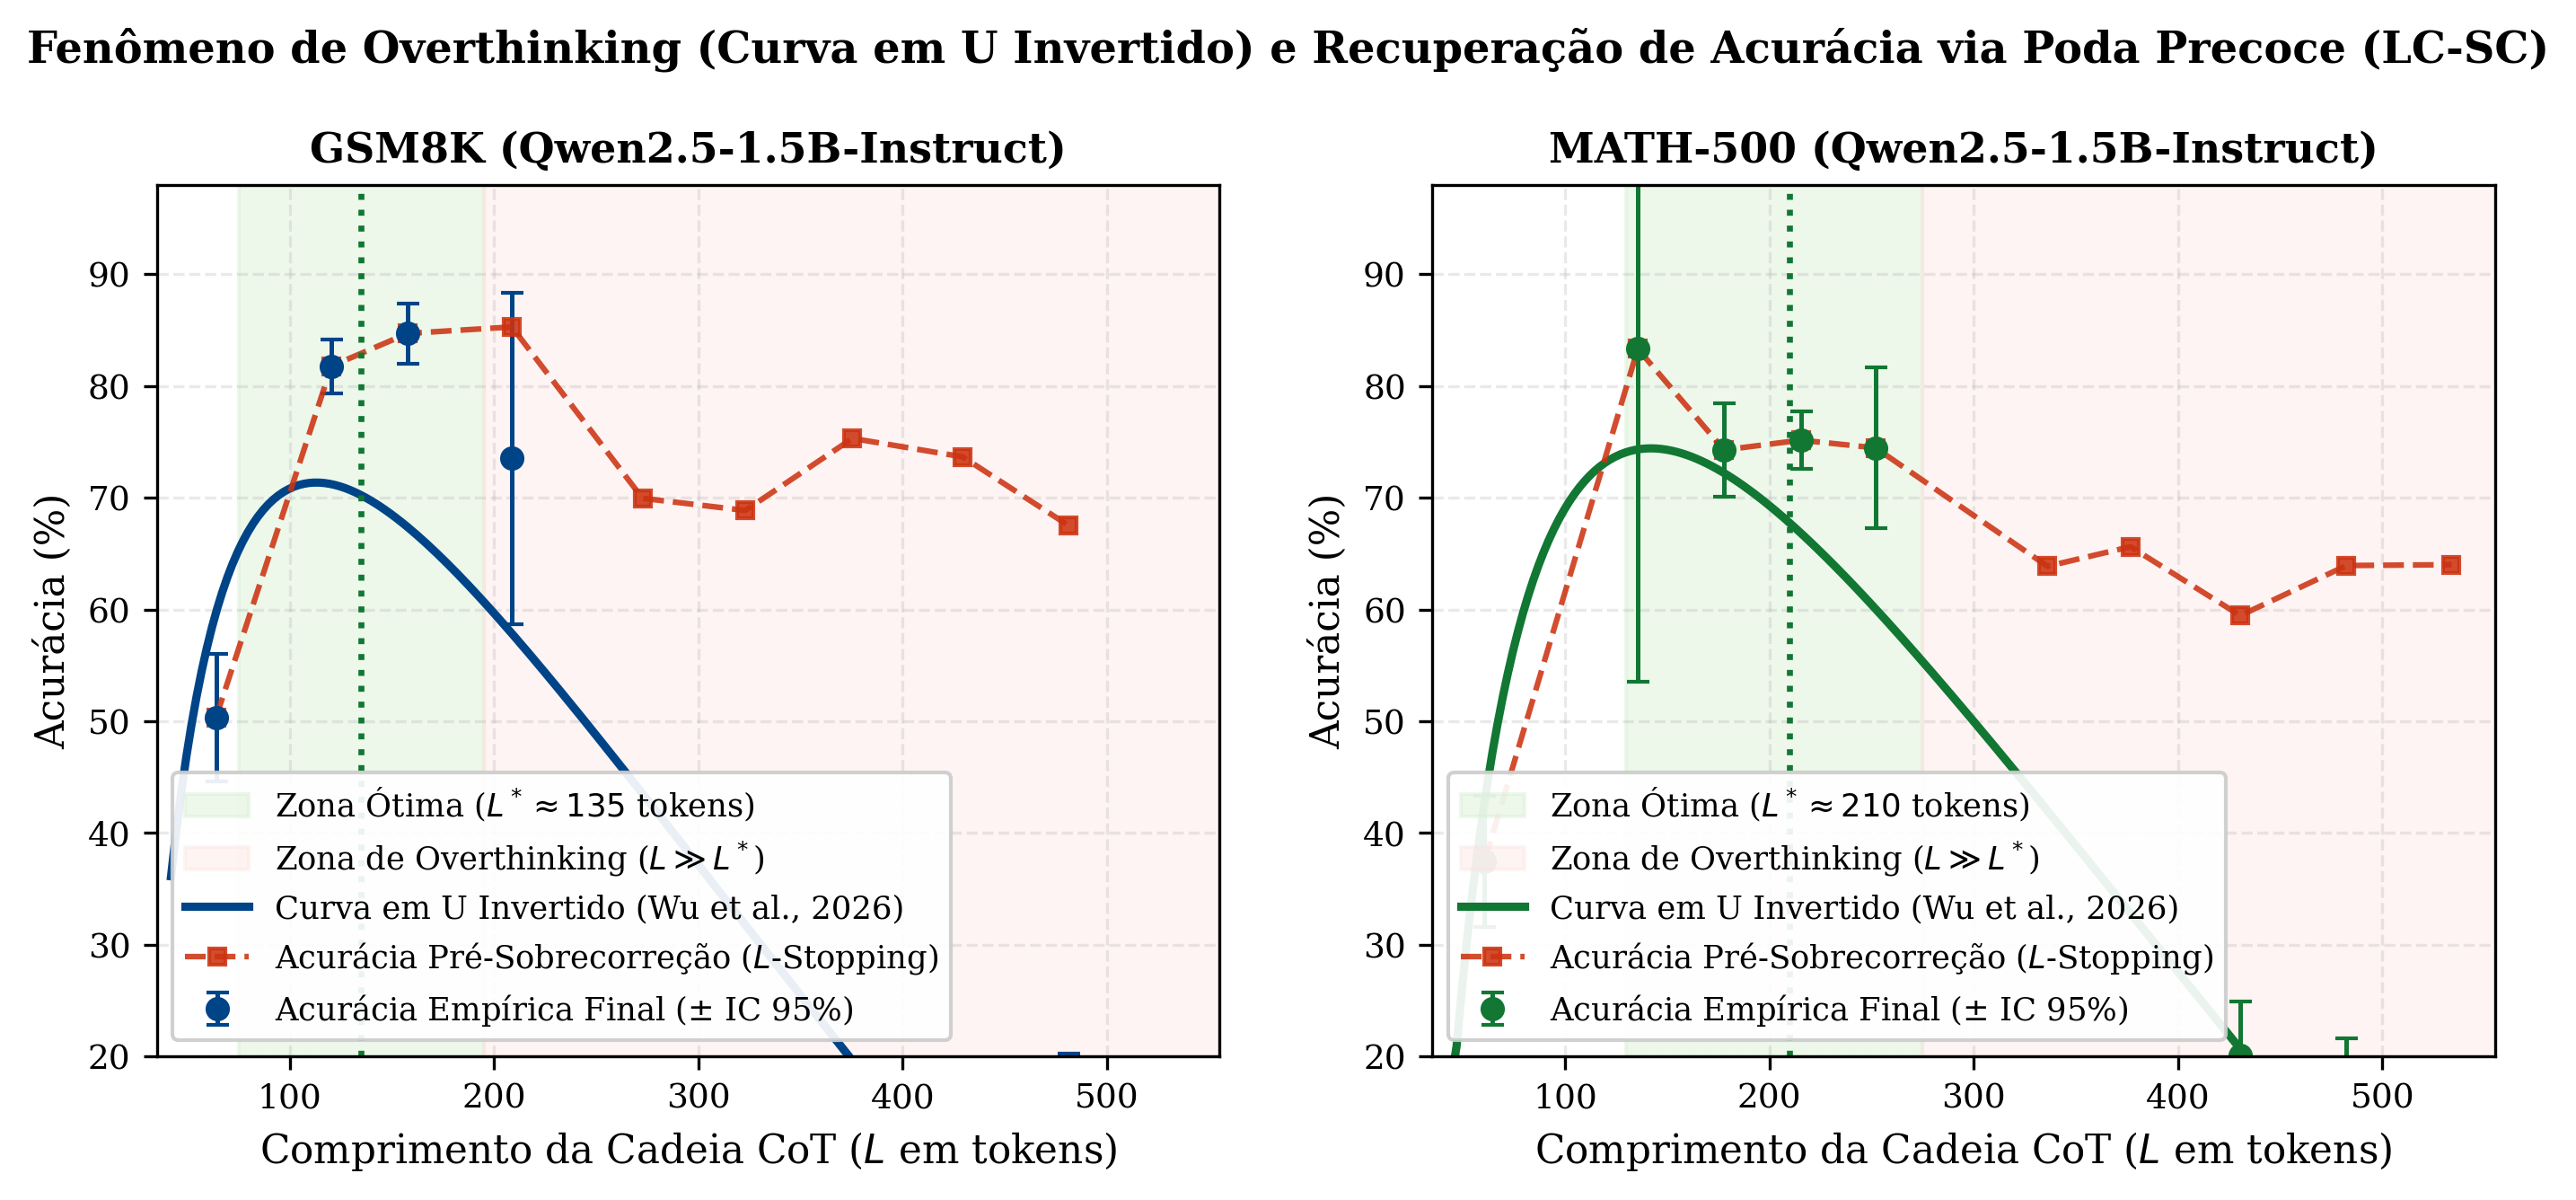 Fenômeno de Overthinking (Curva em U Invertido) e Recuperação de Acurácia via Poda Precoce (LC-SC)
GSM8K (Qwen2.5-1.5B-Instruct)
Acurácia (%)
90
80
70
60
50
40
30
20
Zona Ótima (L* ≈ 135 tokens)
Zona de Overthinking (L ≫ L*)
Curva em U Invertido (Wu et al., 2026)
Acurácia Pré-Sobrecorreção (L-Stopping)
Acurácia Empírica Final (± IC 95%)
100 200 300 400 500
Comprimento da Cadeia CoT (L em tokens)
MATH-500 (Qwen2.5-1.5B-Instruct)
Acurácia (%)
90
80
70
60
50
40
30
20
Zona Ótima (L* ≈ 210 tokens)
Zona de Overthinking (L ≫ L*)
Curva em U Invertido (Wu et al., 2026)
Acurácia Pré-Sobrecorreção (L-Stopping)
Acurácia Empírica Final (± IC 95%)
100 200 300 400 500
Comprimento da Cadeia CoT (L em tokens)